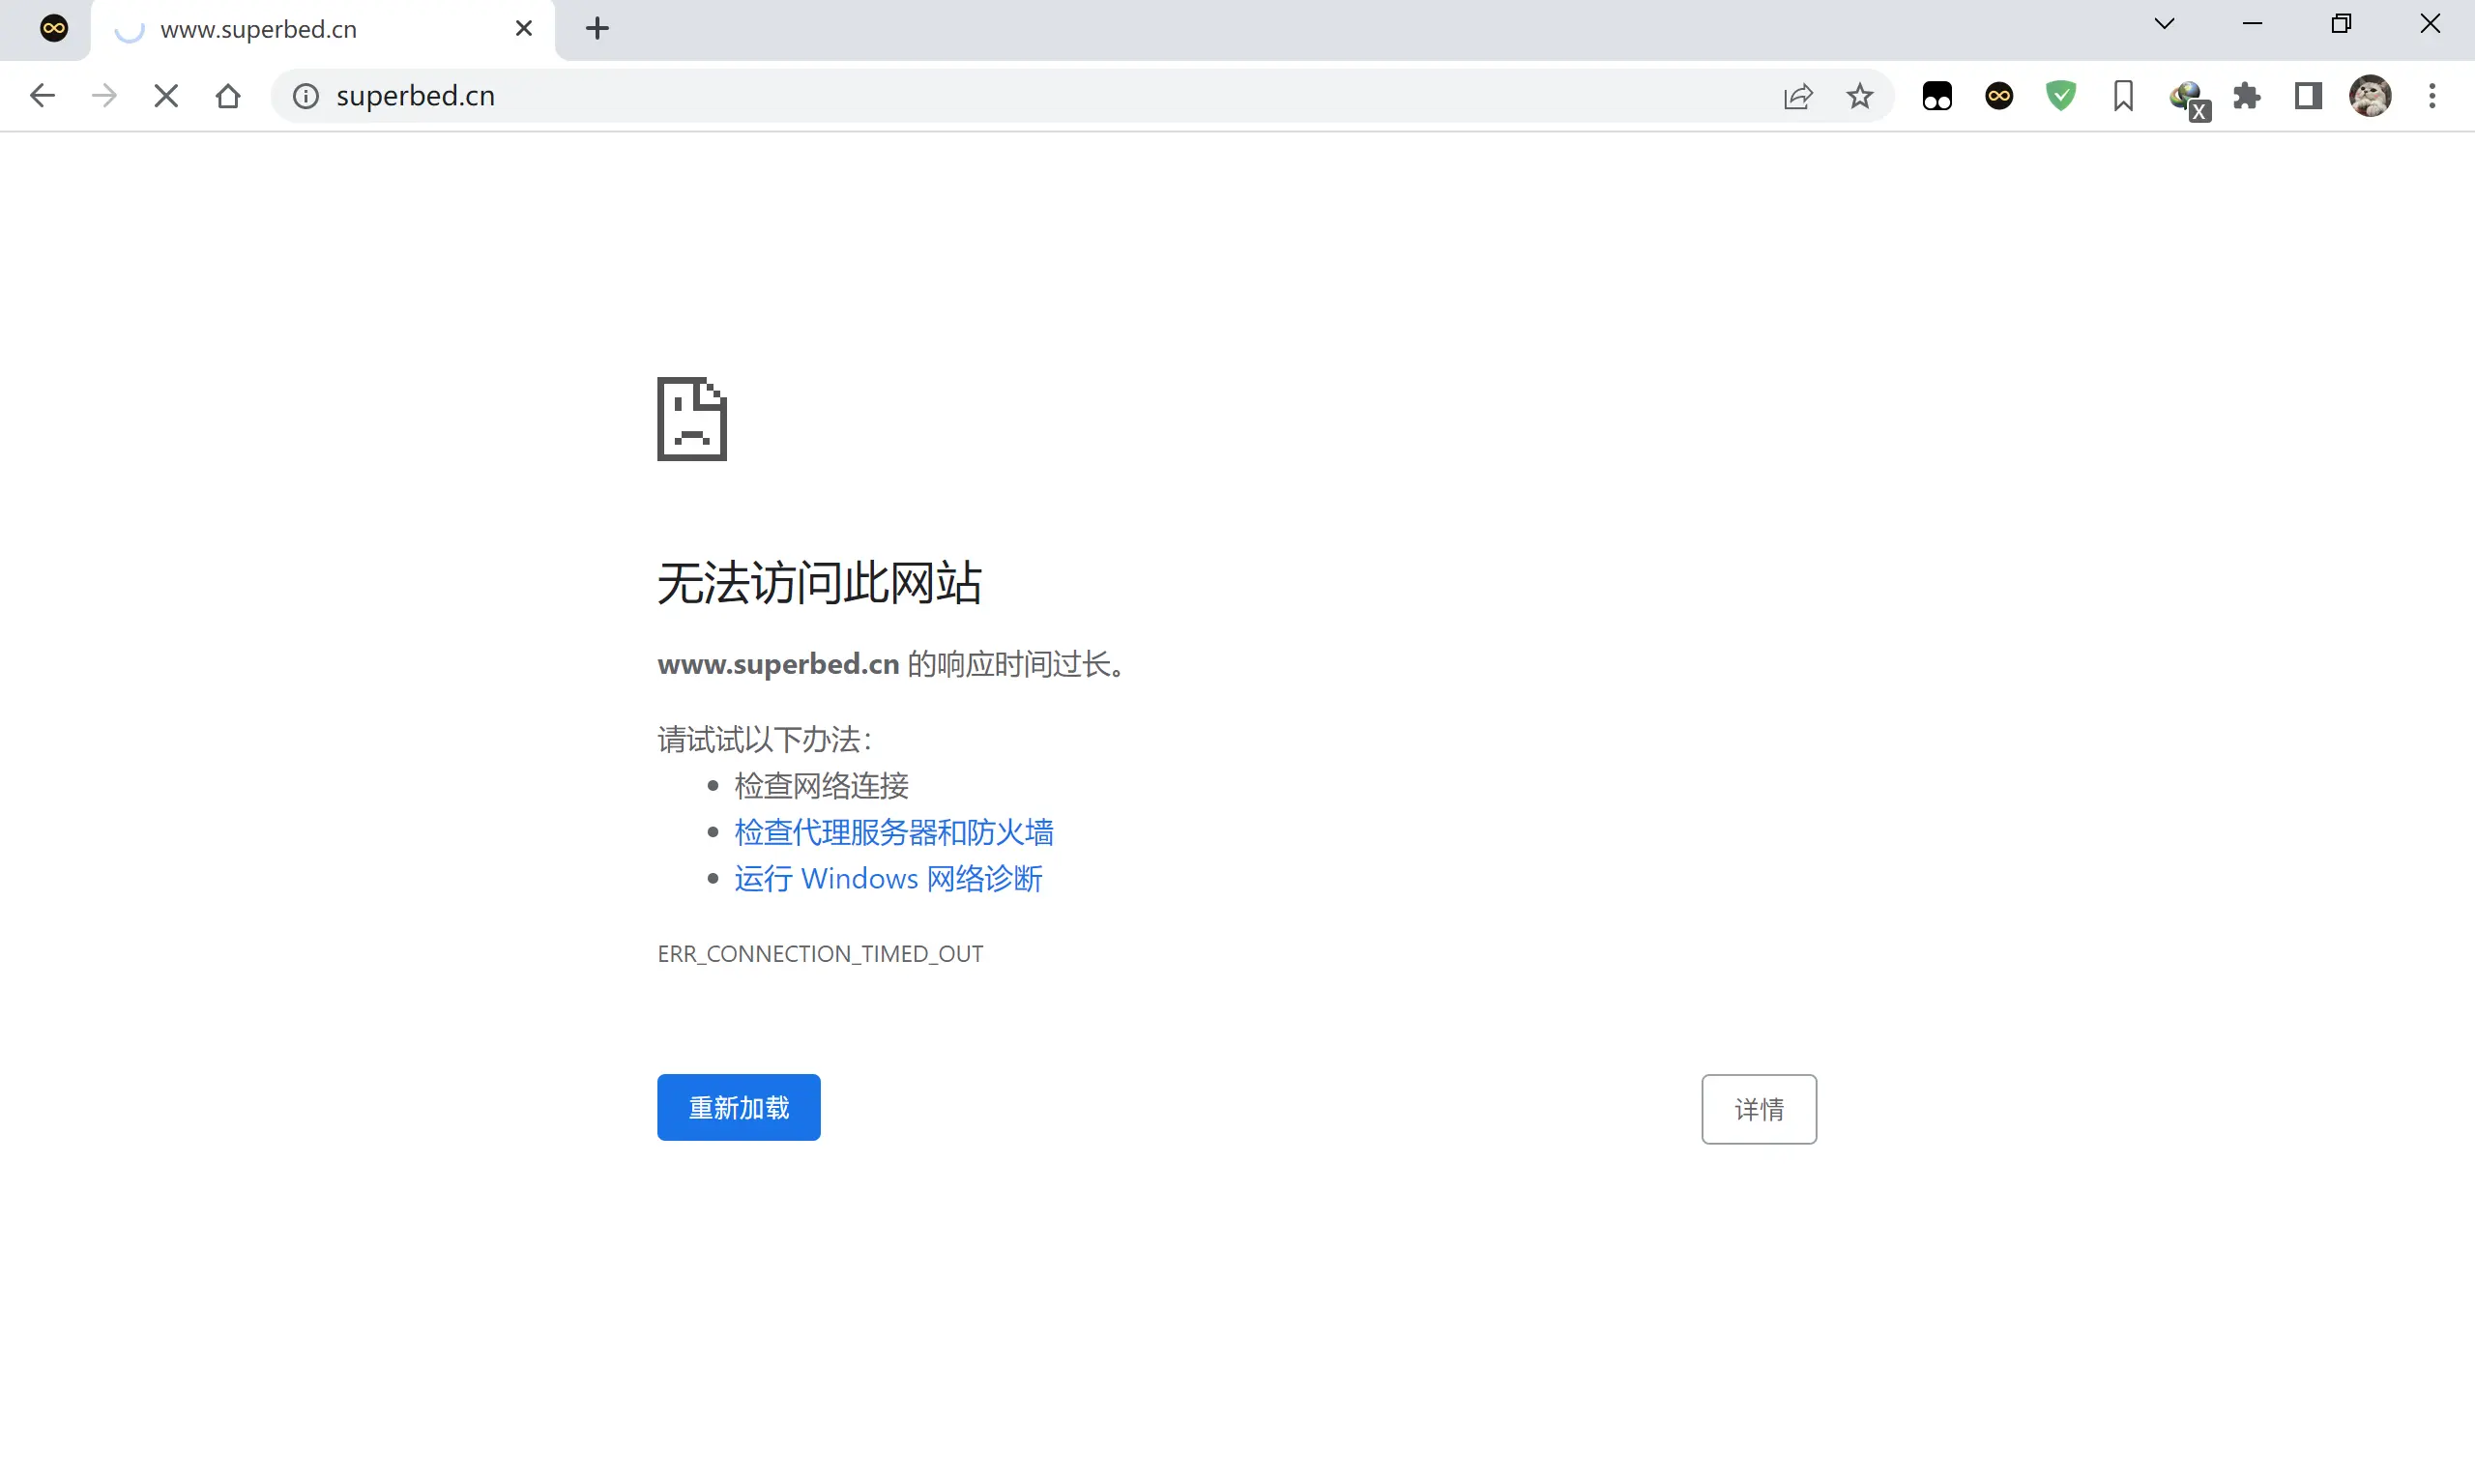 www.superbed.cn
superbed.cn
X
无法访问此网站
www.superbed.cn 的响应时间过长。
请试试以下办法：
检查网络连接
检查代理服务器和防火墙
运行 Windows 网络诊断
ERR_CONNECTION_TIMED_OUT
重新加载
详情